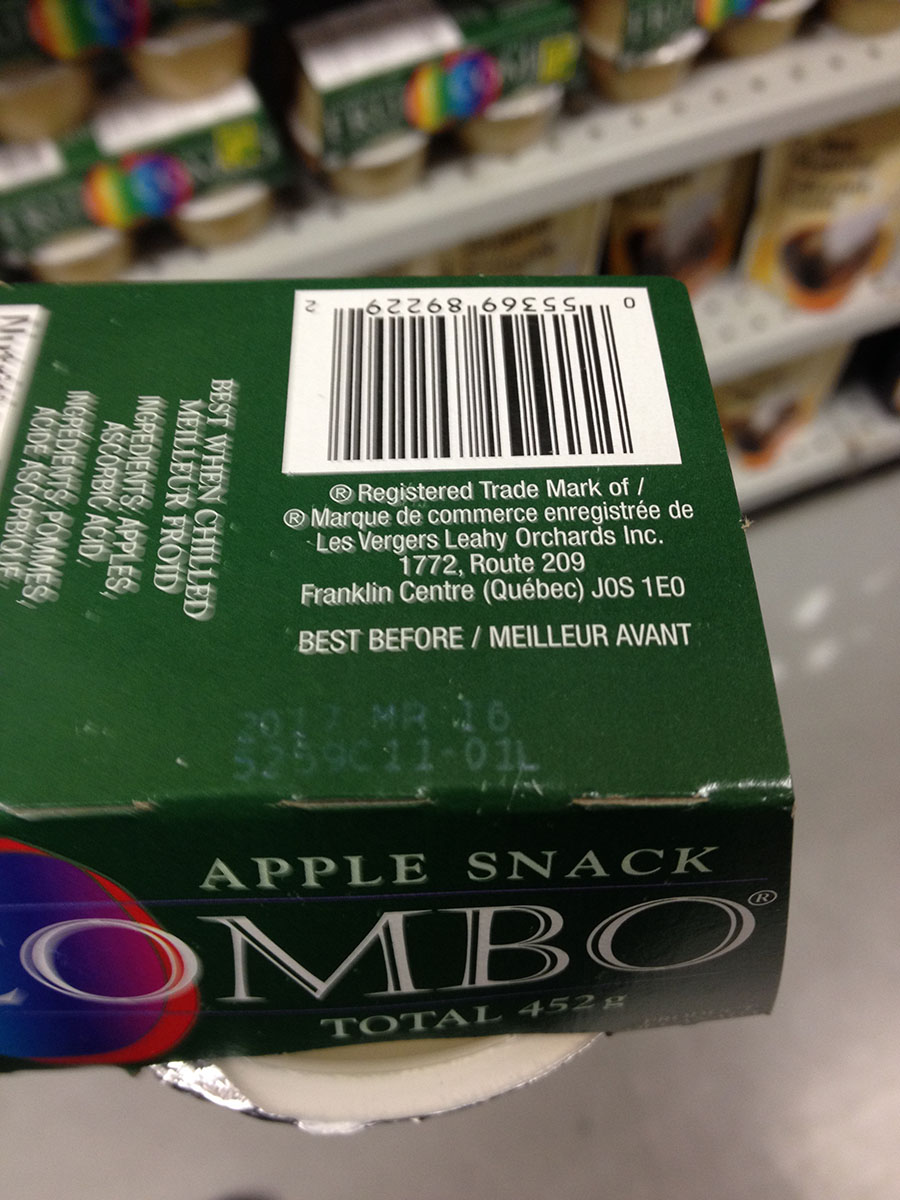 0 55369 89229 2
® Registered Trade Mark of /
® Marque de commerce enregistrée de
Les Vergers Leahy Orchards Inc.
1772, Route 209
Franklin Centre (Québec) J0S 1E0
BEST BEFORE / MEILLEUR AVANT
2017 MR 16
5259C11-01L
BEST WHEN CHILLED
MEILLEUR FROID
INGREDIENTS: APPLES,
ASCORBIC ACID.
INGRÉDIENTS: POMMES,
ACIDE ASCORBIQUE.
APPLE SNACK
OMBO®
TOTAL 452 g